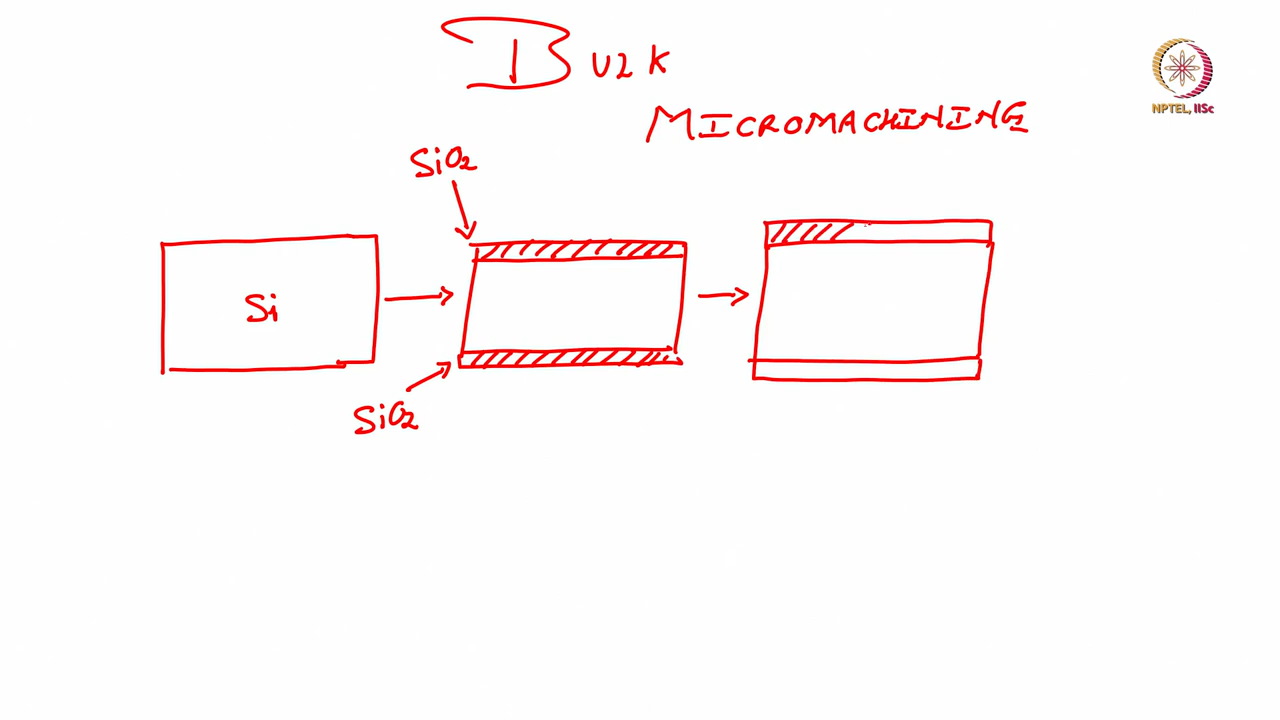 BULK
MICROMACHINING
NPTEL, IISc
SiO₂
Si
SiO₂